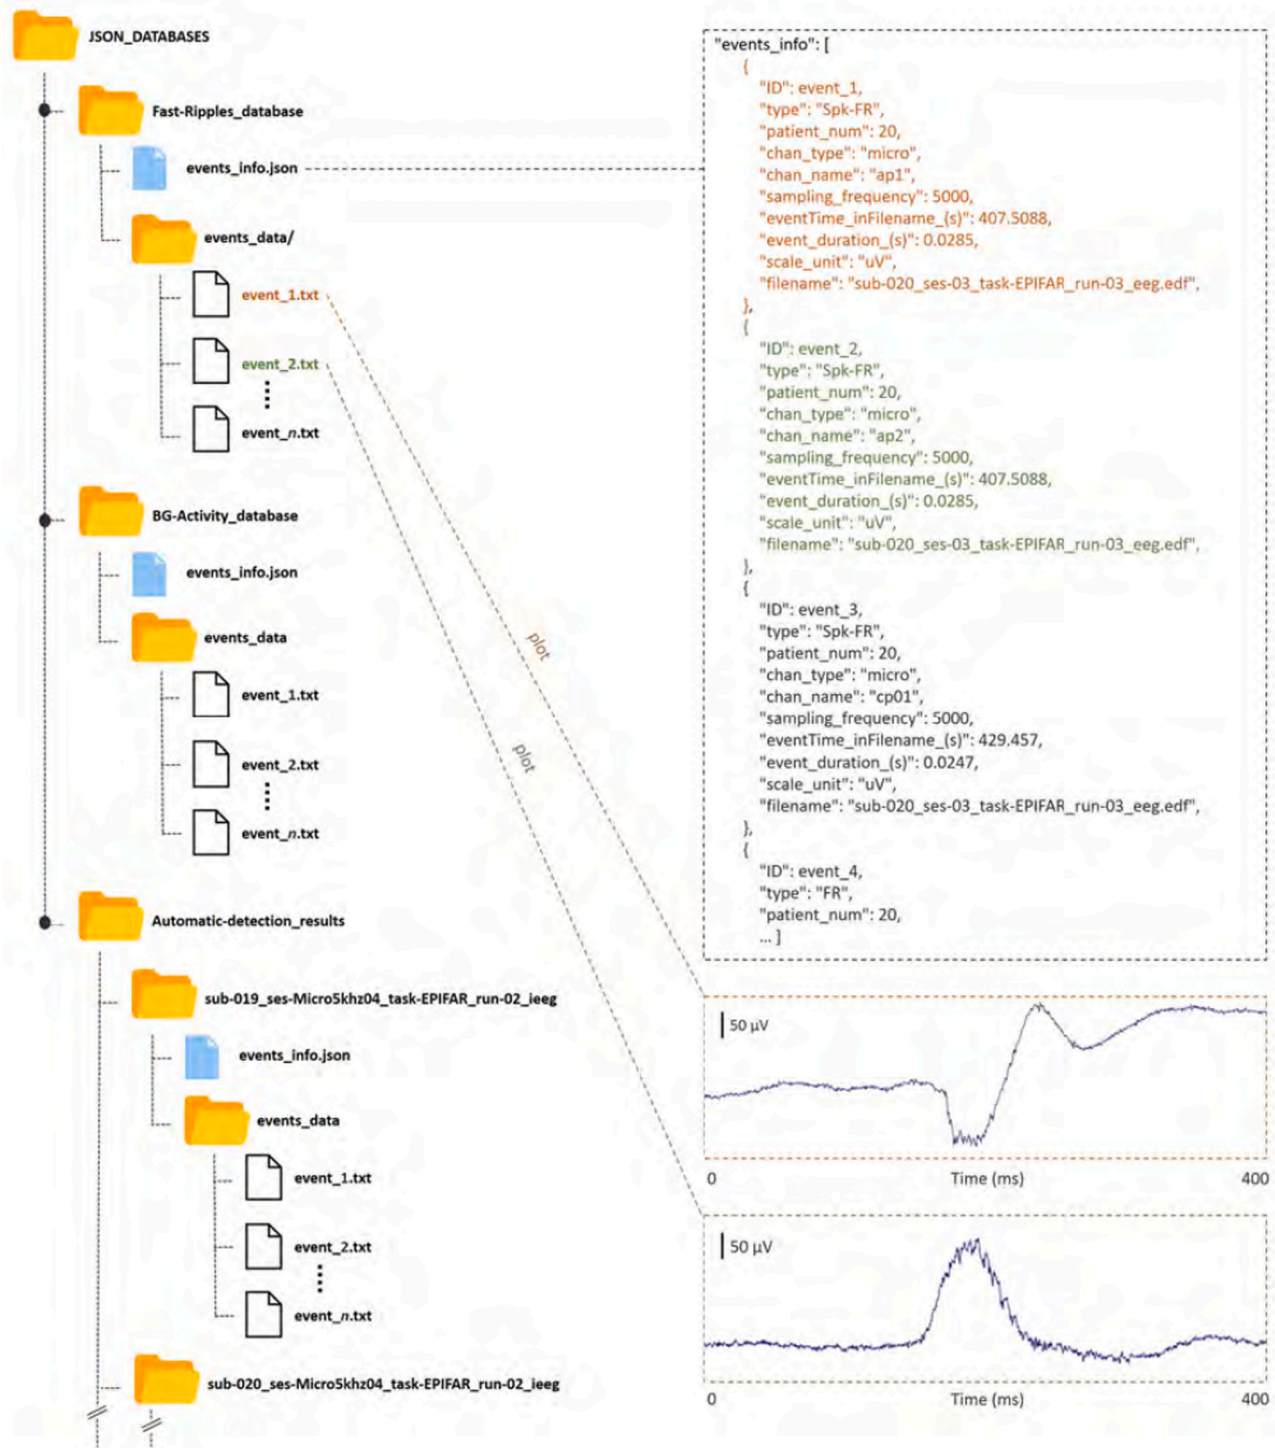 JSON_DATABASES
Fast-Ripples_database
events_info.json
events_data/
event_1.txt
event_2.txt
event_n.txt
BG-Activity_database
events_info.json
events_data
event_1.txt
event_2.txt
event_n.txt
Automatic-detection_results
sub-019_ses-Micro5khz04_task-EPIFAR_run-02_ieeg
events_info.json
events_data
event_1.txt
event_2.txt
event_n.txt
sub-020_ses-Micro5khz04_task-EPIFAR_run-02_ieeg
plot
plot
"events_info": [
{
"ID": event_1,
"type": "Spk-FR",
"patient_num": 20,
"chan_type": "micro",
"chan_name": "ap1",
"sampling_frequency": 5000,
"eventTime_inFilename_(s)": 407.5088,
"event_duration_(s)": 0.0285,
"scale_unit": "uV",
"filename": "sub-020_ses-03_task-EPIFAR_run-03_eeg.edf",
},
{
"ID": event_2,
"type": "Spk-FR",
"patient_num": 20,
"chan_type": "micro",
"chan_name": "ap2",
"sampling_frequency": 5000,
"eventTime_inFilename_(s)": 407.5088,
"event_duration_(s)": 0.0285,
"scale_unit": "uV",
"filename": "sub-020_ses-03_task-EPIFAR_run-03_eeg.edf",
},
{
"ID": event_3,
"type": "Spk-FR",
"patient_num": 20,
"chan_type": "micro",
"chan_name": "cp01",
"sampling_frequency": 5000,
"eventTime_inFilename_(s)": 429.457,
"event_duration_(s)": 0.0247,
"scale_unit": "uV",
"filename": "sub-020_ses-03_task-EPIFAR_run-03_eeg.edf",
},
{
"ID": event_4,
"type": "FR",
"patient_num": 20,
... ]
50 µV
0 Time (ms) 400
50 µV
0 Time (ms) 400